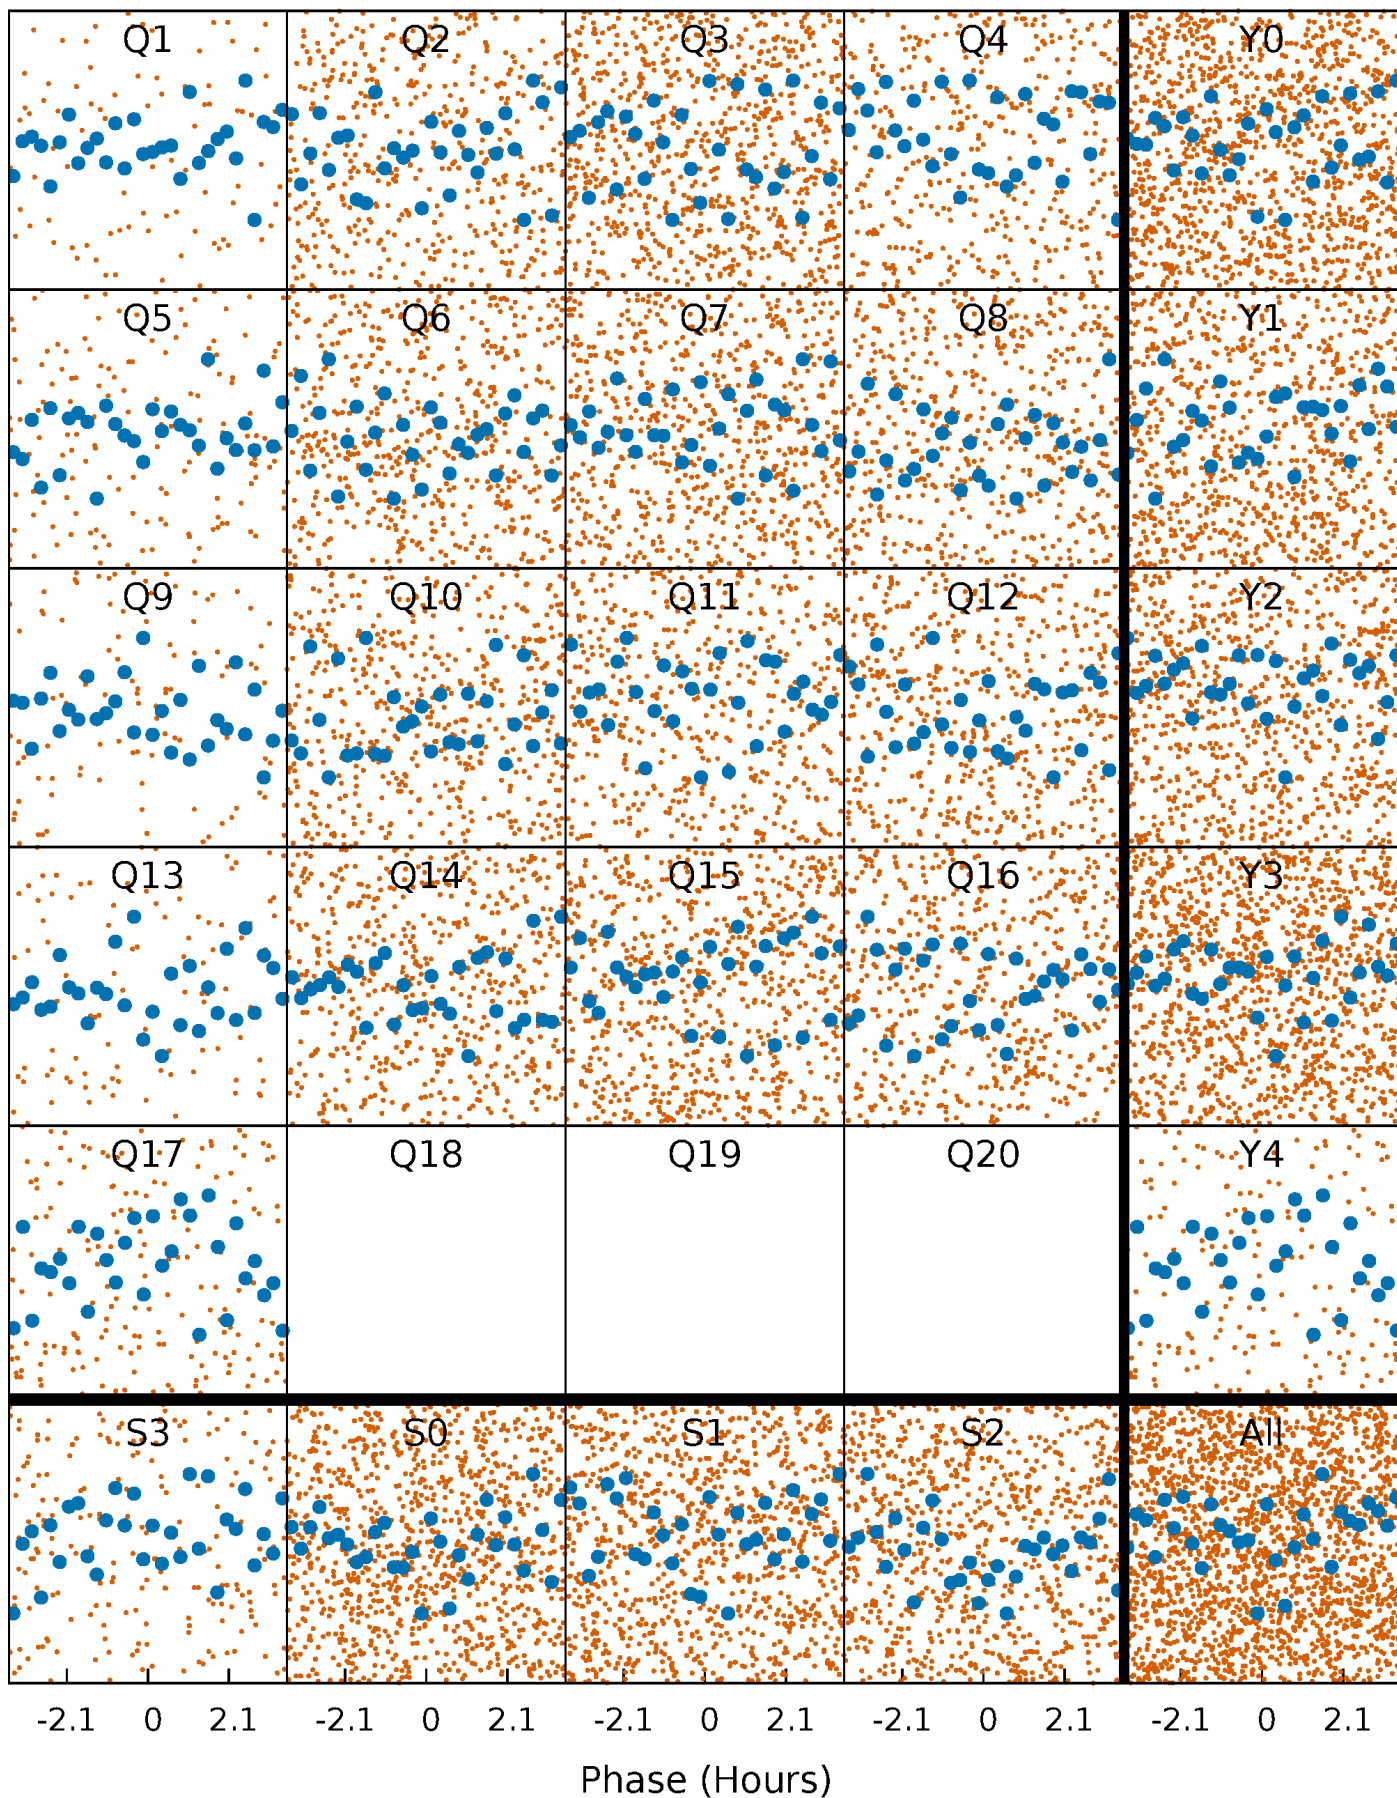 Q1 Q2 Q3 Q4 Y0
Q5 Q6 Q7 Q8 Y1
Q9 Q10 Q11 Q12 Y2
Q13 Q14 Q15 Q16 Y3
Q17 Q18 Q19 Q20 Y4
S3 S0 S1 S2 All
-2.1 0 2.1 -2.1 0 2.1 -2.1 0 2.1 -2.1 0 2.1 -2.1 0 2.1
Phase (Hours)